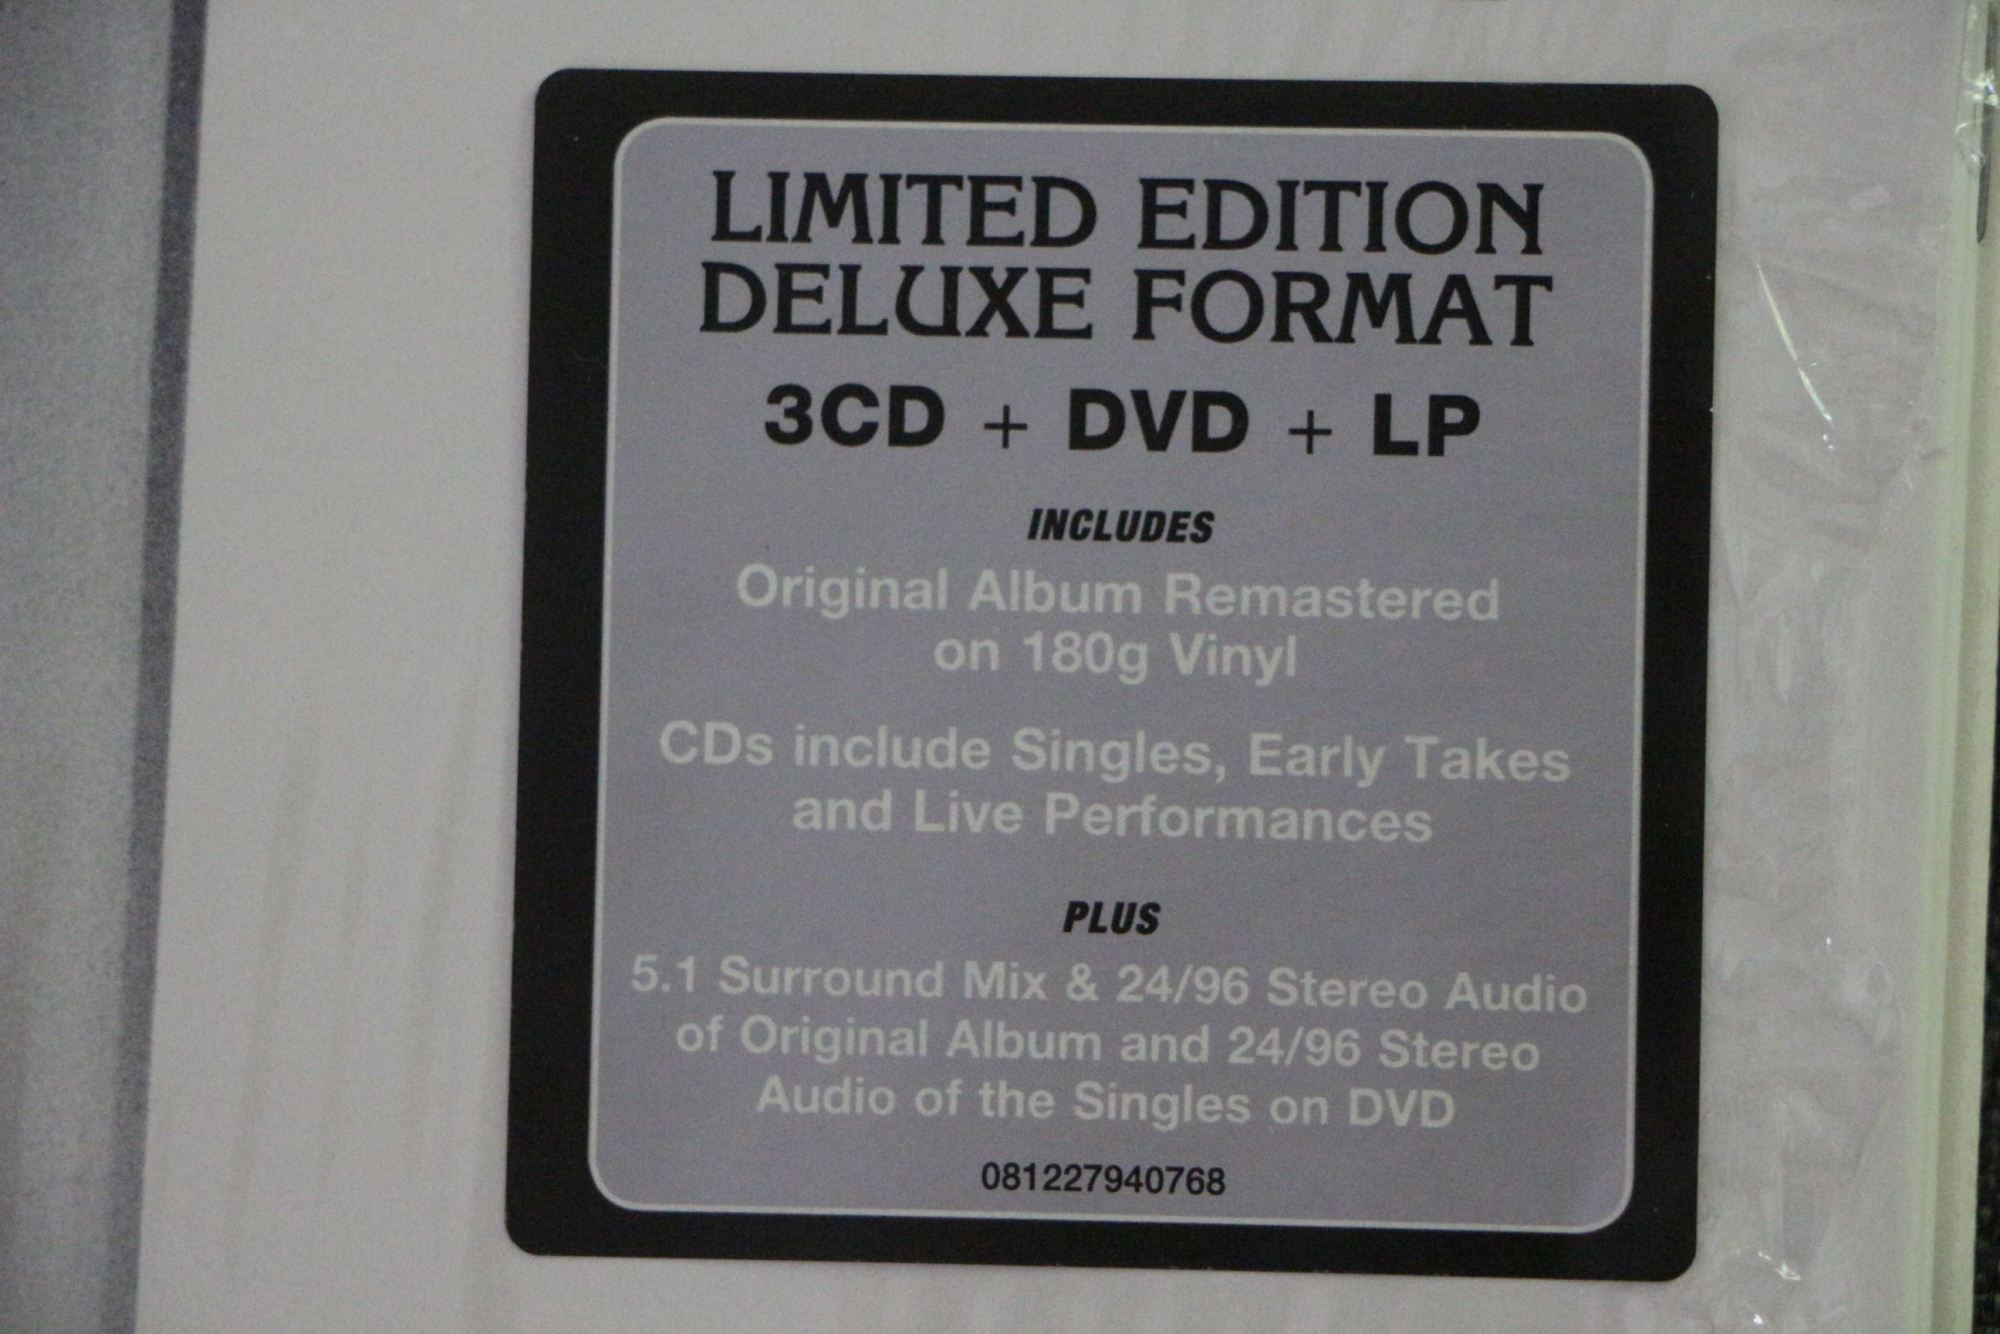 LIMITED EDITION
DELUXE FORMAT
3CD + DVD + LP
INCLUDES
Original Album Remastered
on 180g Vinyl
CDs include Singles, Early Takes
and Live Performances
PLUS
5.1 Surround Mix & 24/96 Stereo Audio
of Original Album and 24/96 Stereo
Audio of the Singles on DVD
081227940768